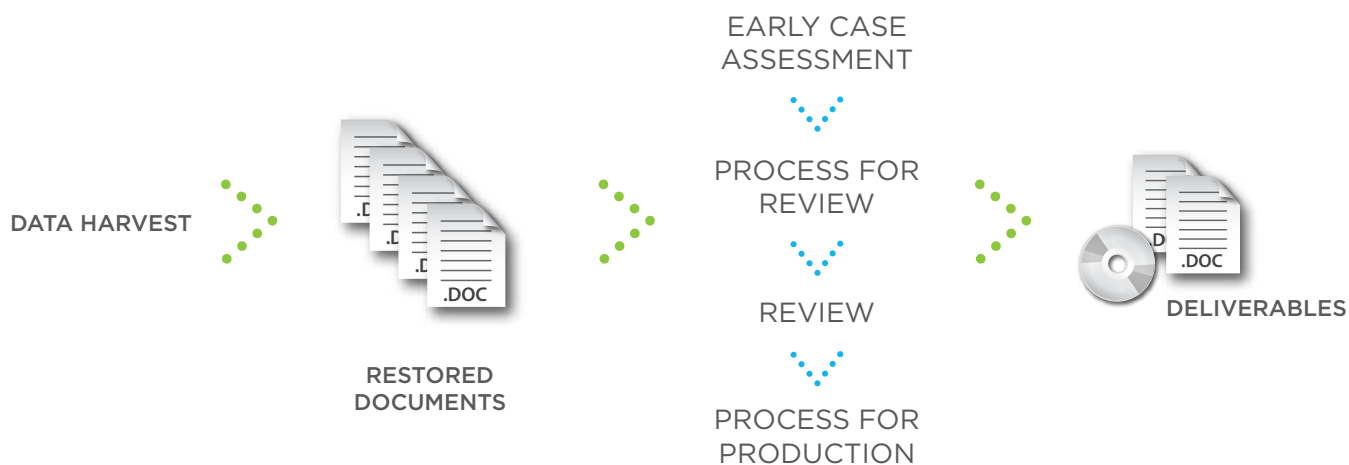 DATA HARVEST
.DOC
RESTORED
DOCUMENTS
EARLY CASE
ASSESSMENT
PROCESS FOR
REVIEW
REVIEW
PROCESS FOR
PRODUCTION
.DOC
DELIVERABLES